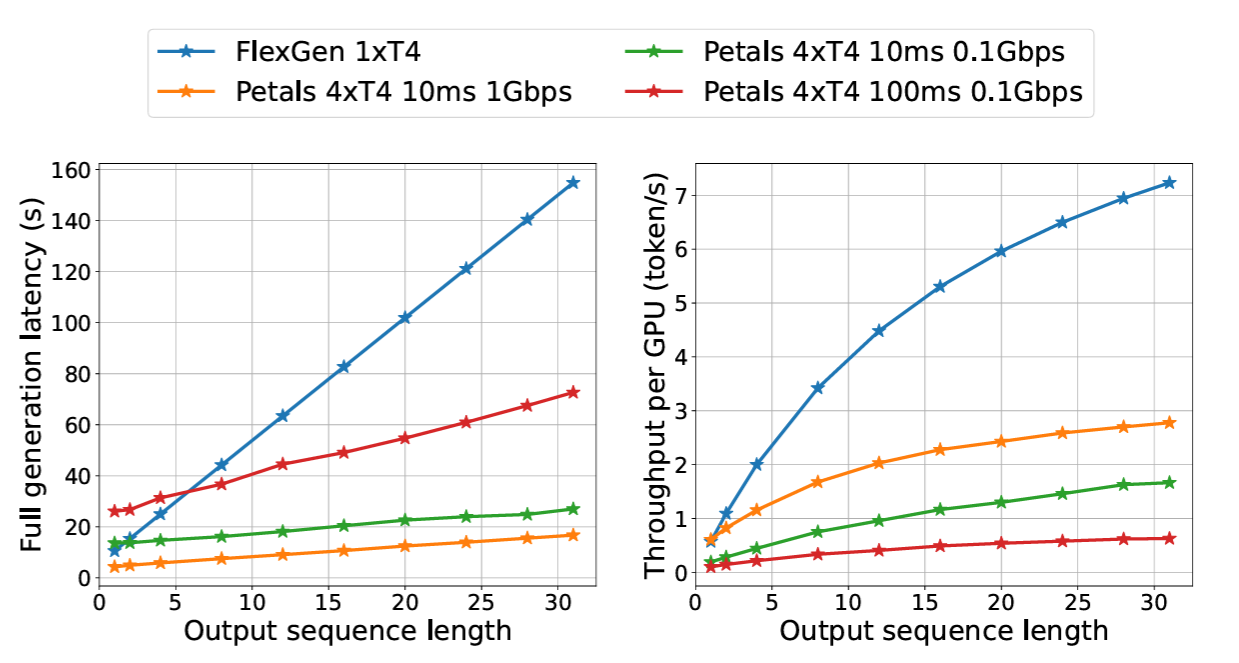 FlexGen 1xT4
Petals 4xT4 10ms 1Gbps
Petals 4xT4 10ms 0.1Gbps
Petals 4xT4 100ms 0.1Gbps
Full generation latency (s)
160
140
120
100
80
60
40
20
0
0 5 10 15 20 25 30
Output sequence length
Throughput per GPU (token/s)
7
6
5
4
3
2
1
0
0 5 10 15 20 25 30
Output sequence length